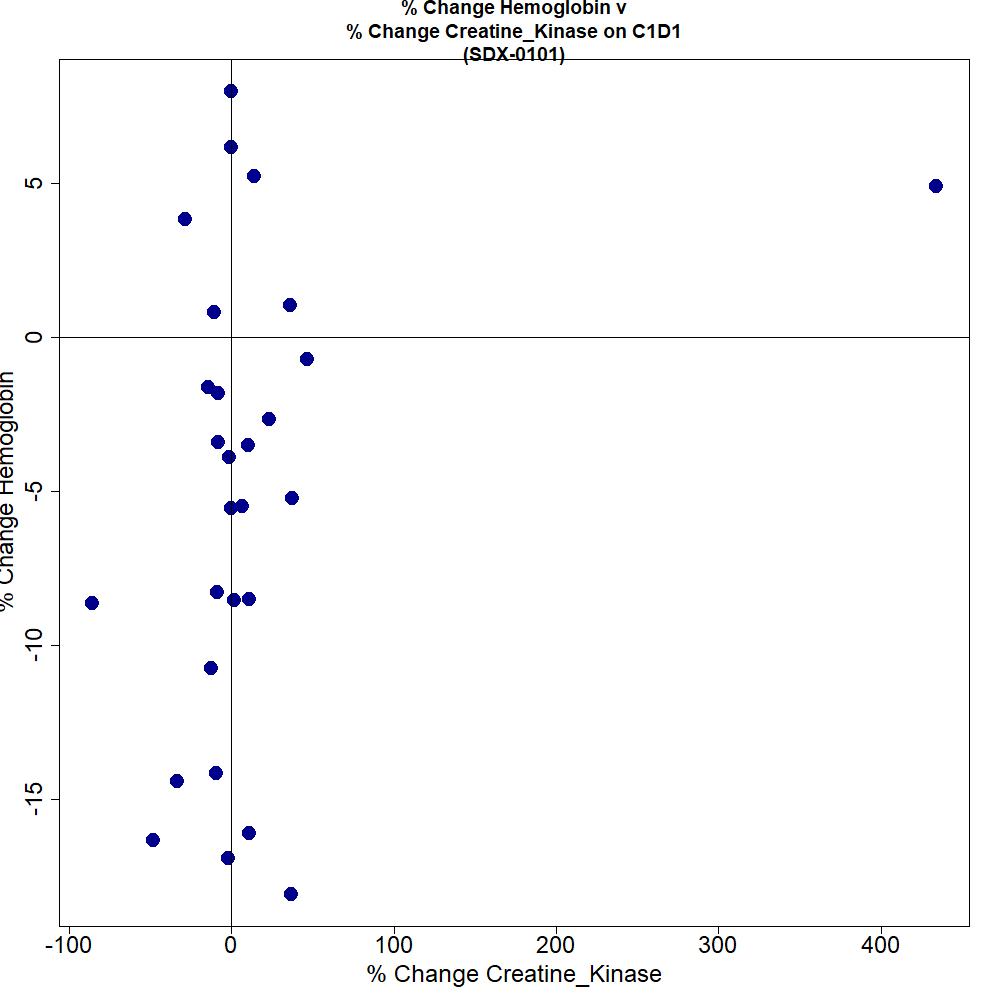 % Change Hemoglobin v
% Change Creatine_Kinase on C1D1
(SDX-0101)
% Change Hemoglobin
5
0
-5
-10
-15
-100 0 100 200 300 400
% Change Creatine_Kinase